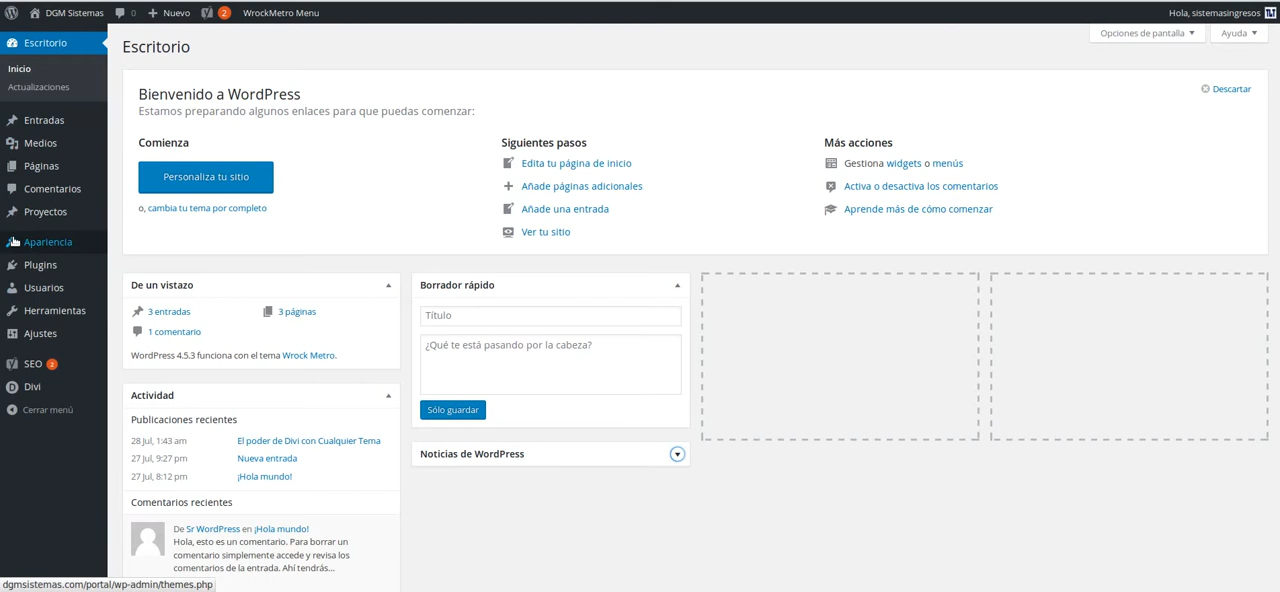 DGM Sistemas 0 Nuevo 2 WrockMetro Menu Hola, sistemasingresos
Escritorio
Inicio
Actualizaciones
Entradas
Medios
Páginas
Comentarios
Proyectos
Apariencia
Plugins
Usuarios
Herramientas
Ajustes
SEO 2
Divi
Cerrar menú
Escritorio
Opciones de pantalla Ayuda
Bienvenido a WordPress
Descartar
Estamos preparando algunos enlaces para que puedas comenzar:
Comienza
Personaliza tu sitio
o, cambia tu tema por completo
Siguientes pasos
Edita tu página de inicio
Añade páginas adicionales
Añade una entrada
Ver tu sitio
Más acciones
Gestiona widgets o menús
Activa o desactiva los comentarios
Aprende más de cómo comenzar
De un vistazo
3 entradas 3 páginas
1 comentario
WordPress 4.5.3 funciona con el tema Wrock Metro.
Actividad
Publicaciones recientes
28 Jul, 1:43 am El poder de Divi con Cualquier Tema
27 Jul, 9:27 pm Nueva entrada
27 Jul, 8:12 pm ¡Hola mundo!
Comentarios recientes
De Sr WordPress en ¡Hola mundo!
Hola, esto es un comentario. Para borrar un
comentario simplemente accede y revisa los
comentarios de la entrada. Ahí tendrás...
Borrador rápido
Título
¿Qué te está pasando por la cabeza?
Sólo guardar
Noticias de WordPress
dgmsistemas.com/portal/wp-admin/themes.php